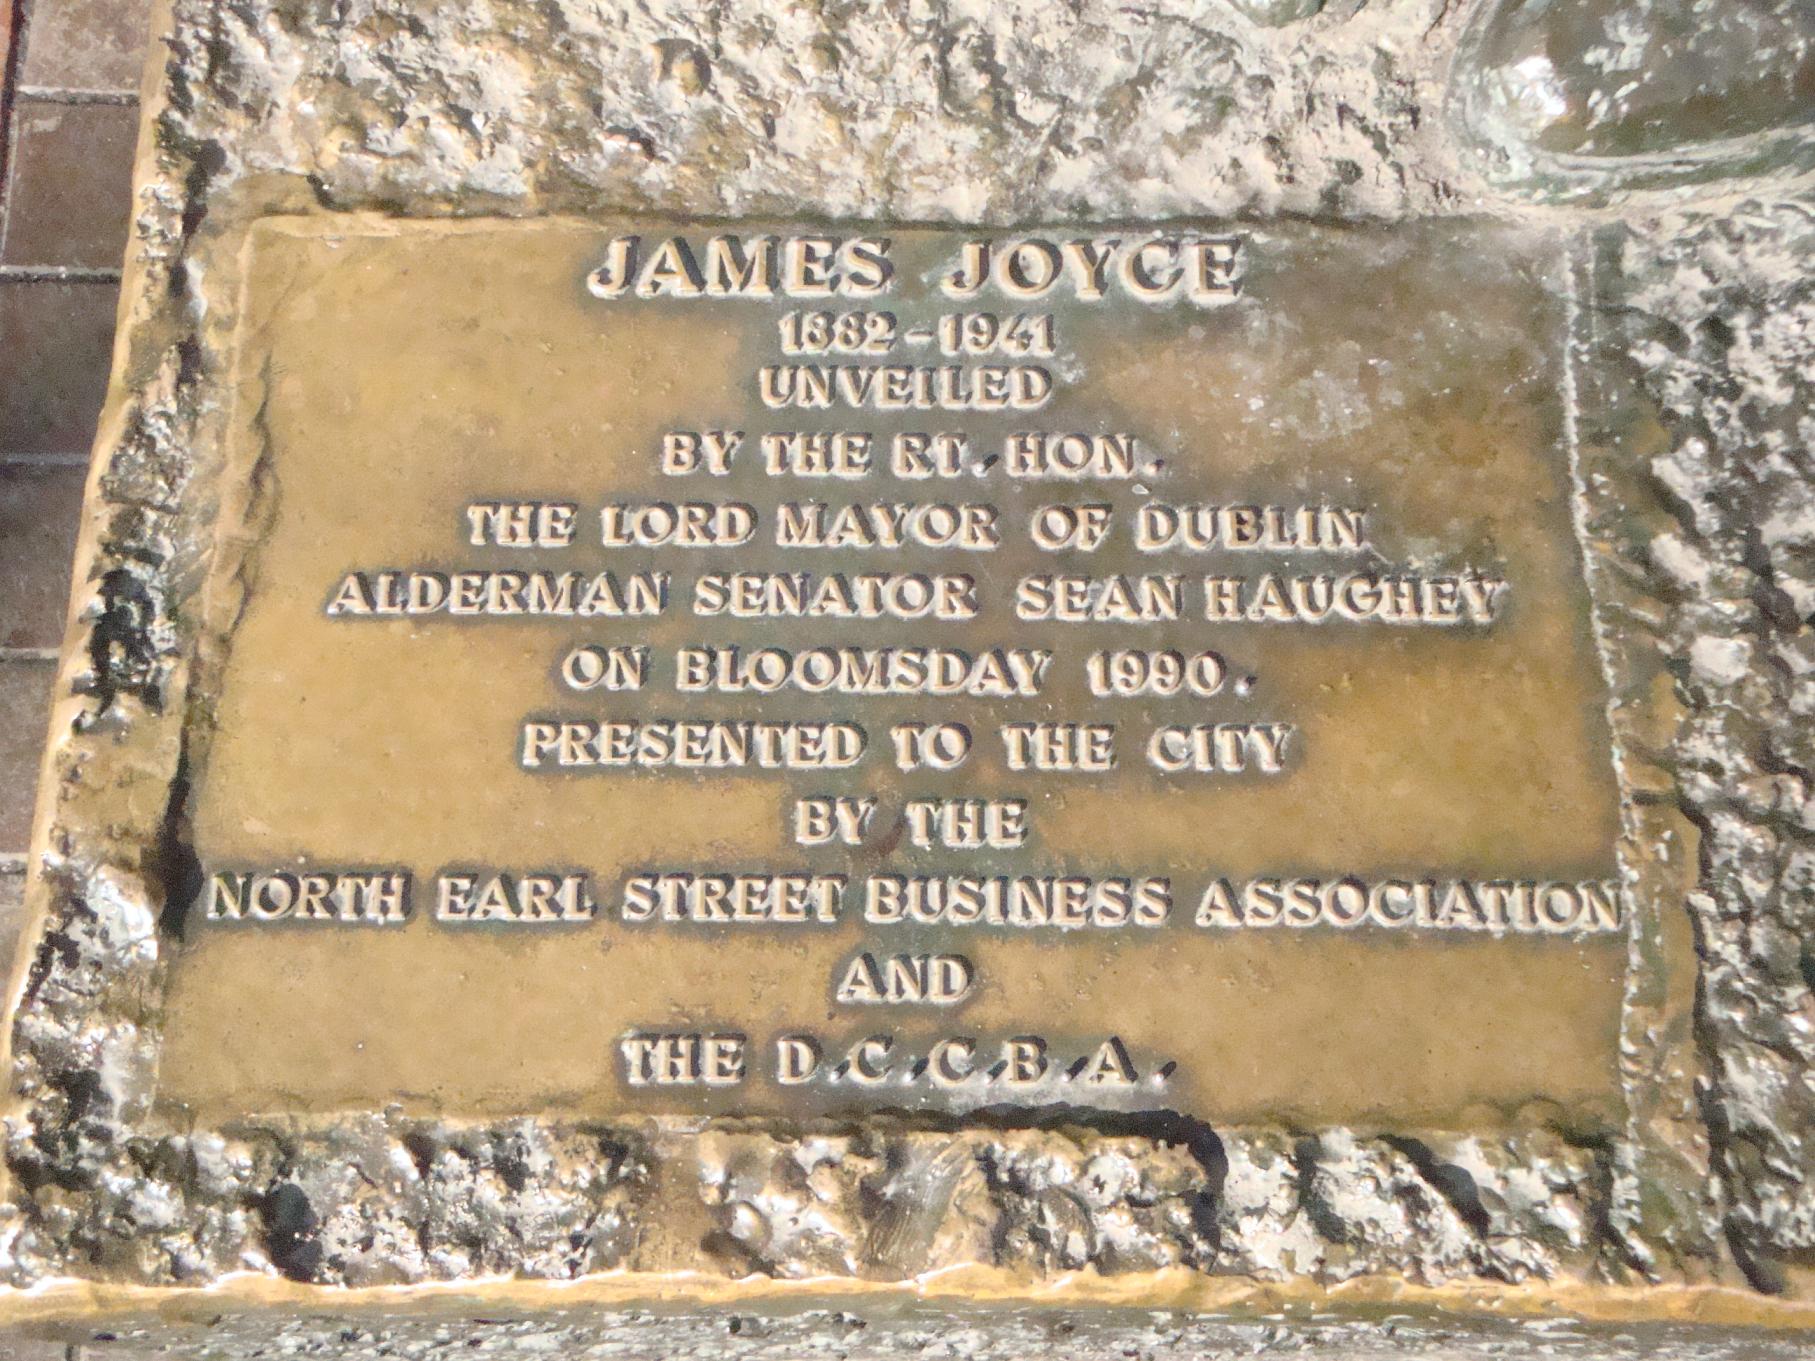 JAMES JOYCE
1882-1941
UNVEILED
BY THE RT. HON.
THE LORD MAYOR OF DUBLIN
ALDERMAN SENATOR SEAN HAUGHEY
ON BLOOMSDAY 1990.
PRESENTED TO THE CITY
BY THE
NORTH EARL STREET BUSINESS ASSOCIATION
AND
THE D.C.C.B.A.